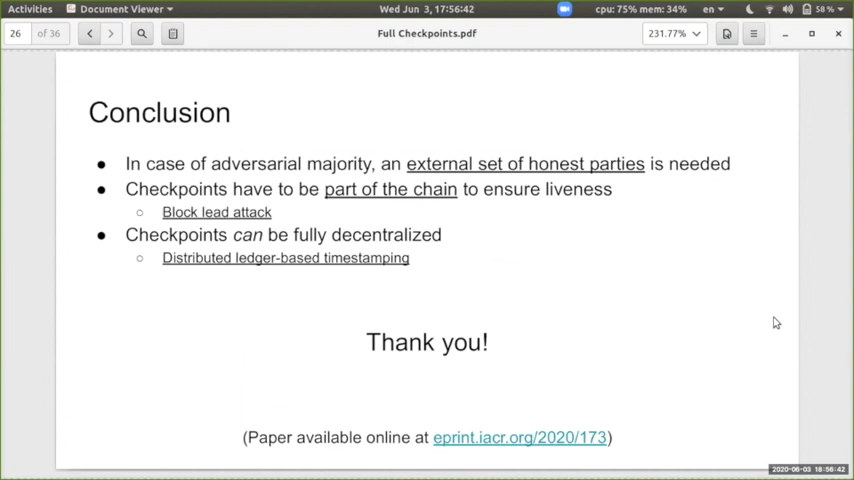 Activities Document Viewer Wed Jun 3, 17:56:42 cpu: 75% mem: 34% en 58 %
26 of 36 Full Checkpoints.pdf 231.77%
Conclusion
● In case of adversarial majority, an external set of honest parties is needed
● Checkpoints have to be part of the chain to ensure liveness
○ Block lead attack
● Checkpoints can be fully decentralized
○ Distributed ledger-based timestamping
Thank you!
(Paper available online at eprint.iacr.org/2020/173)
2020-06-03 18:56:42